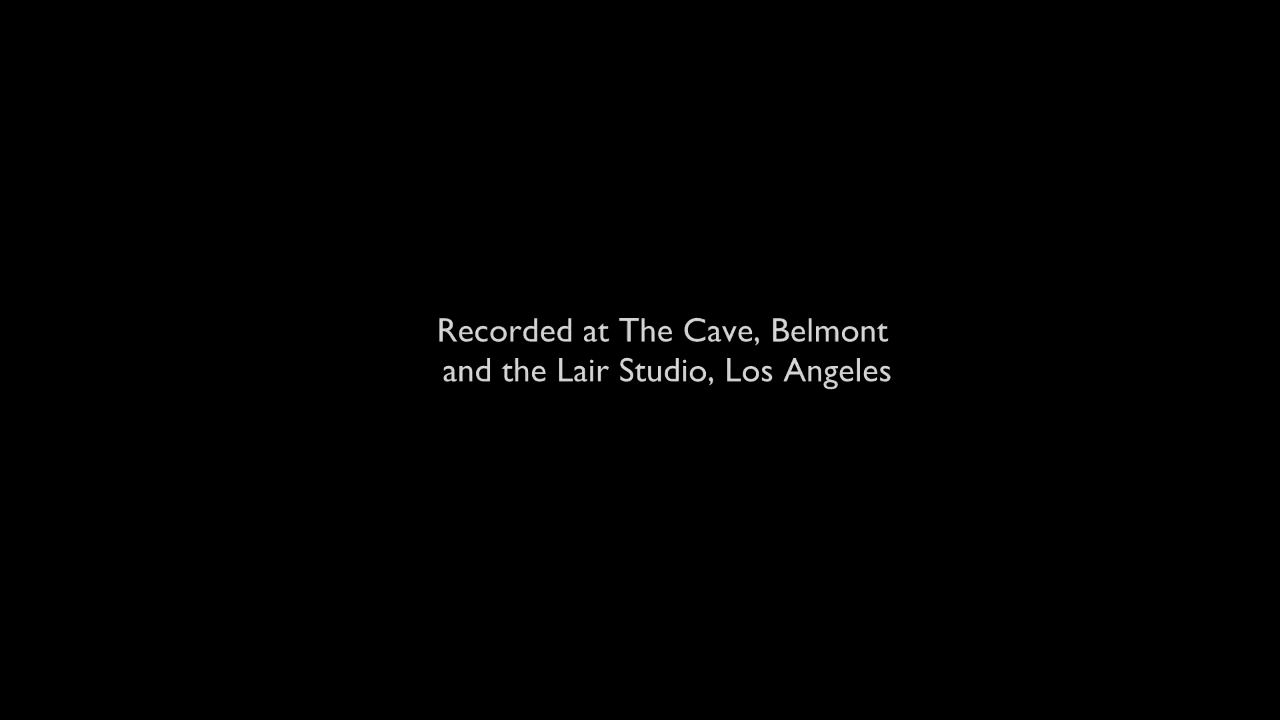 Recorded at The Cave, Belmont
and the Lair Studio, Los Angeles